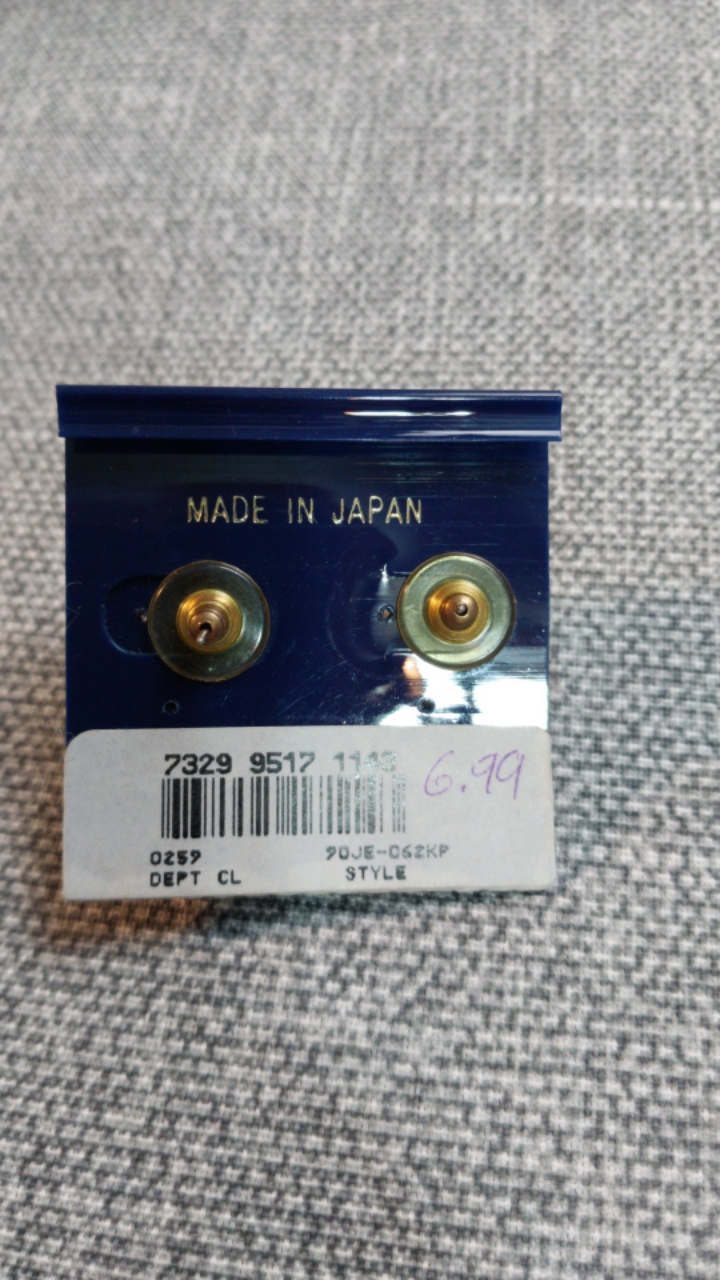 MADE IN JAPAN
7329 9517 1143
6.99
0259 90JE-062KP
DEPT CL STYLE